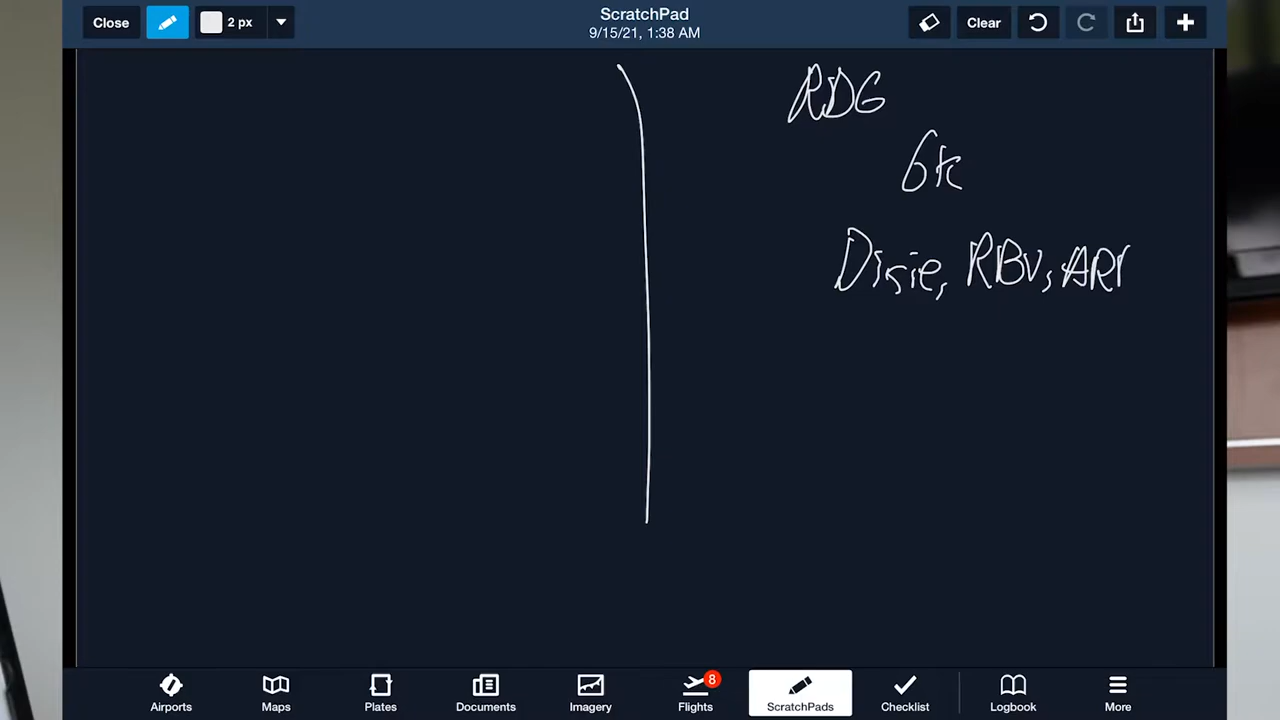 ScratchPad
Close 2 px 9/15/21, 1:38 AM Clear
RDG
6k
Dixie, RBV, ARI
8
Airports Maps Plates Documents Imagery Flights ScratchPads Checklist Logbook More